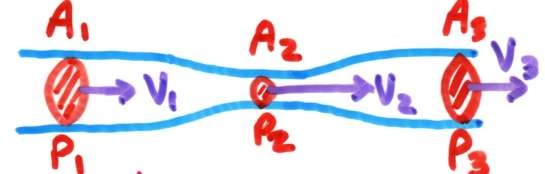 A₁ A₂ A₃
V₁ V₂ V₃
P₁ P₂ P₃